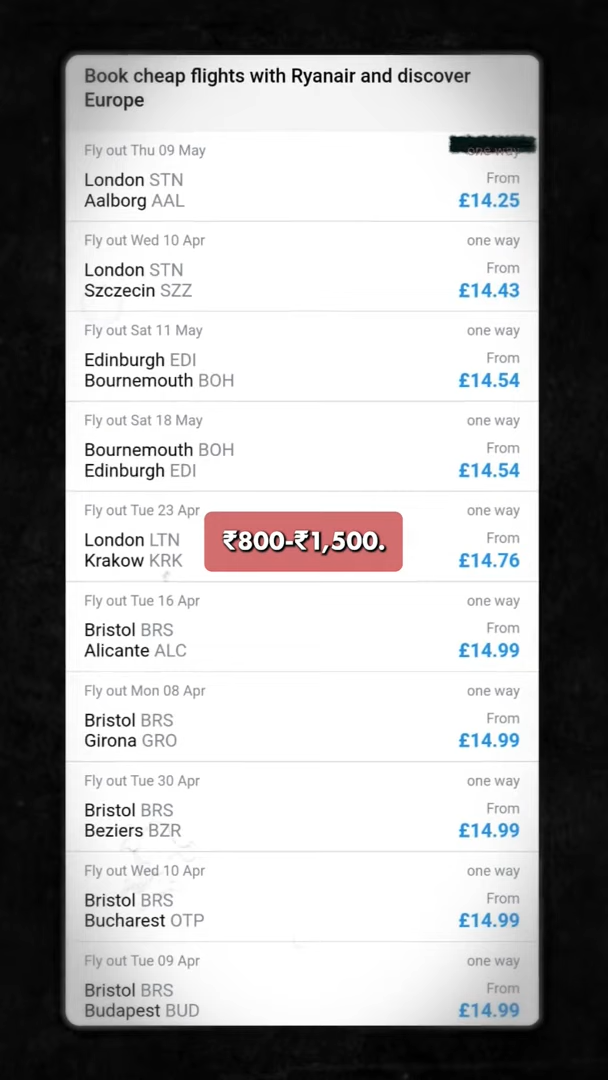 Book cheap flights with Ryanair and discover
Europe
Fly out Thu 09 May
one way
London STN
From
Aalborg AAL
£14.25
Fly out Wed 10 Apr
one way
London STN
From
Szczecin SZZ
£14.43
Fly out Sat 11 May
one way
Edinburgh EDI
From
Bournemouth BOH
£14.54
Fly out Sat 18 May
one way
Bournemouth BOH
From
Edinburgh EDI
£14.54
Fly out Tue 23 Apr
one way
London LTN
From
₹800-₹1,500.
Krakow KRK
£14.76
Fly out Tue 16 Apr
one way
Bristol BRS
From
Alicante ALC
£14.99
Fly out Mon 08 Apr
one way
Bristol BRS
From
Girona GRO
£14.99
Fly out Tue 30 Apr
one way
Bristol BRS
From
Beziers BZR
£14.99
Fly out Wed 10 Apr
one way
Bristol BRS
From
Bucharest OTP
£14.99
Fly out Tue 09 Apr
one way
Bristol BRS
From
Budapest BUD
£14.99